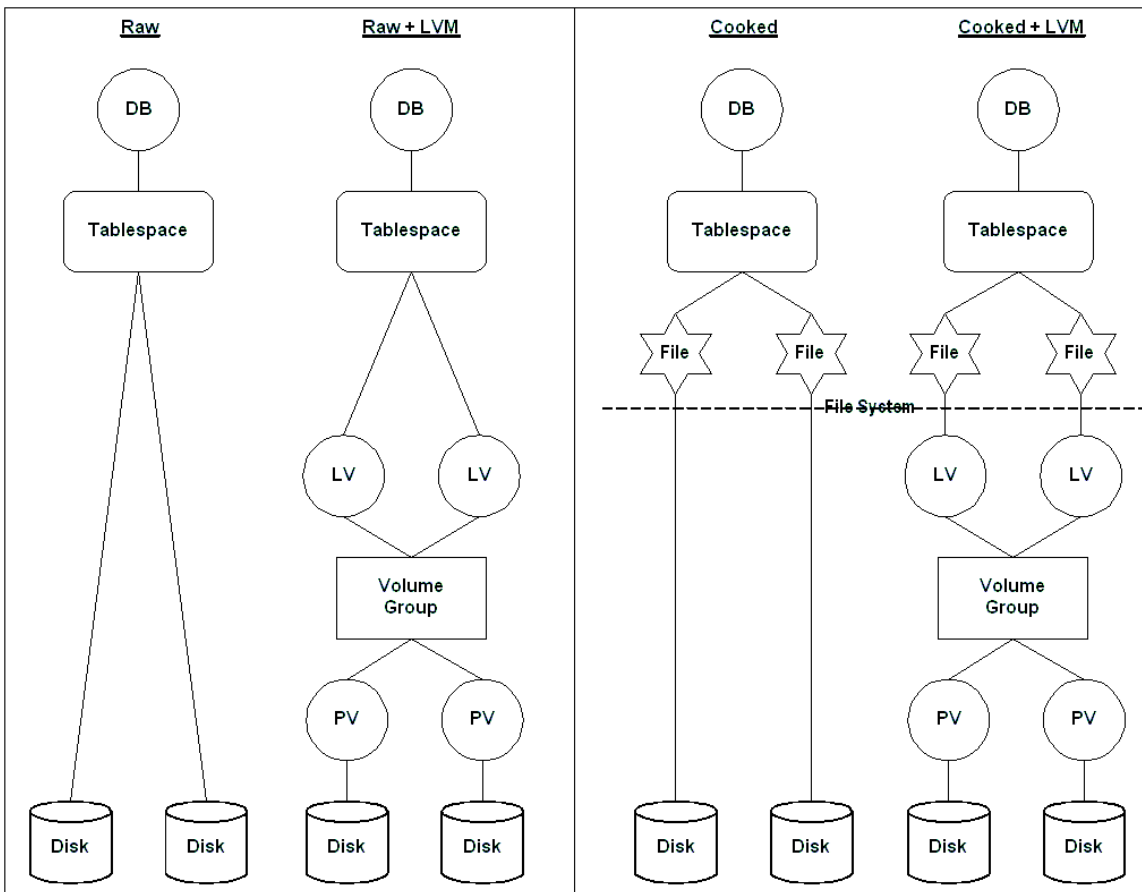 Raw
Raw + LVM
Cooked
Cooked + LVM
DB
DB
DB
DB
Tablespace
Tablespace
Tablespace
Tablespace
File
File
File
File
File System
LV
LV
LV
LV
Volume
Group
Volume
Group
PV
PV
PV
PV
Disk
Disk
Disk
Disk
Disk
Disk
Disk
Disk